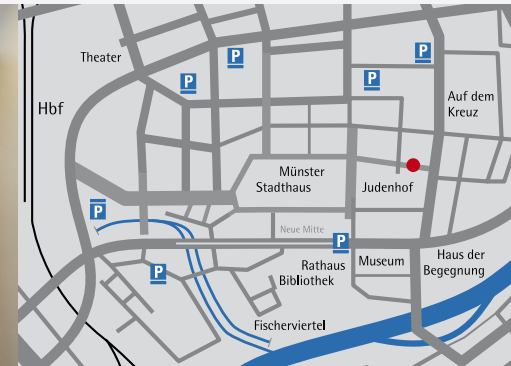 P
P
Theater
P
P
Auf dem
Kreuz
Hbf
Münster
Stadthaus
Judenhof
P
Neue Mitte
P
Rathaus
Bibliothek
Museum
Haus der
Begegnung
P
Fischerviertel